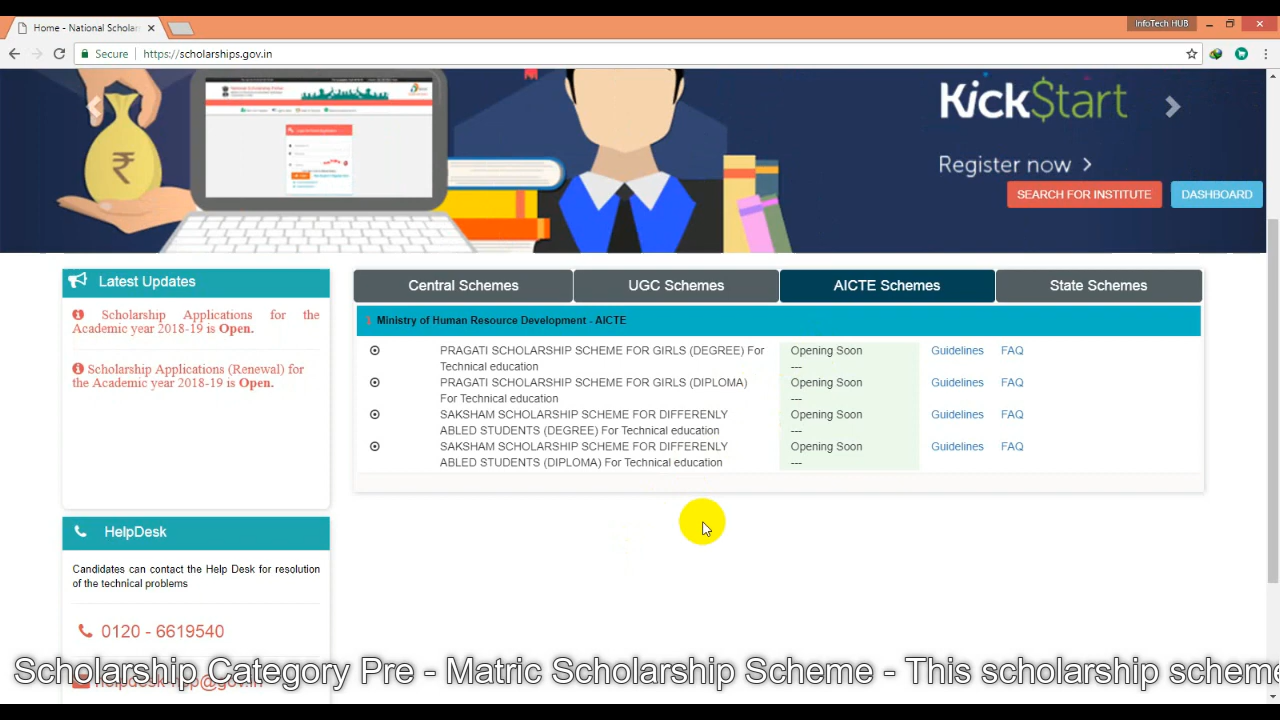 Home - National Scholar
InfoTech HUB
Secure
https://scholarships.gov.in
KickStart
Register now >
SEARCH FOR INSTITUTE
DASHBOARD
Latest Updates
Scholarship Applications for the
Academic year 2018-19 is Open.
Scholarship Applications (Renewal) for
the Academic year 2018-19 is Open.
Central Schemes
UGC Schemes
AICTE Schemes
State Schemes
Ministry of Human Resource Development - AICTE
PRAGATI SCHOLARSHIP SCHEME FOR GIRLS (DEGREE) For
Technical education
Opening Soon
---
Guidelines
FAQ
PRAGATI SCHOLARSHIP SCHEME FOR GIRLS (DIPLOMA)
For Technical education
Opening Soon
---
Guidelines
FAQ
SAKSHAM SCHOLARSHIP SCHEME FOR DIFFERENLY
ABLED STUDENTS (DEGREE) For Technical education
Opening Soon
---
Guidelines
FAQ
SAKSHAM SCHOLARSHIP SCHEME FOR DIFFERENLY
ABLED STUDENTS (DIPLOMA) For Technical education
Opening Soon
---
Guidelines
FAQ
HelpDesk
Candidates can contact the Help Desk for resolution
of the technical problems
0120 - 6619540
Scholarship Category Pre - Matric Scholarship Scheme - This scholarship scheme